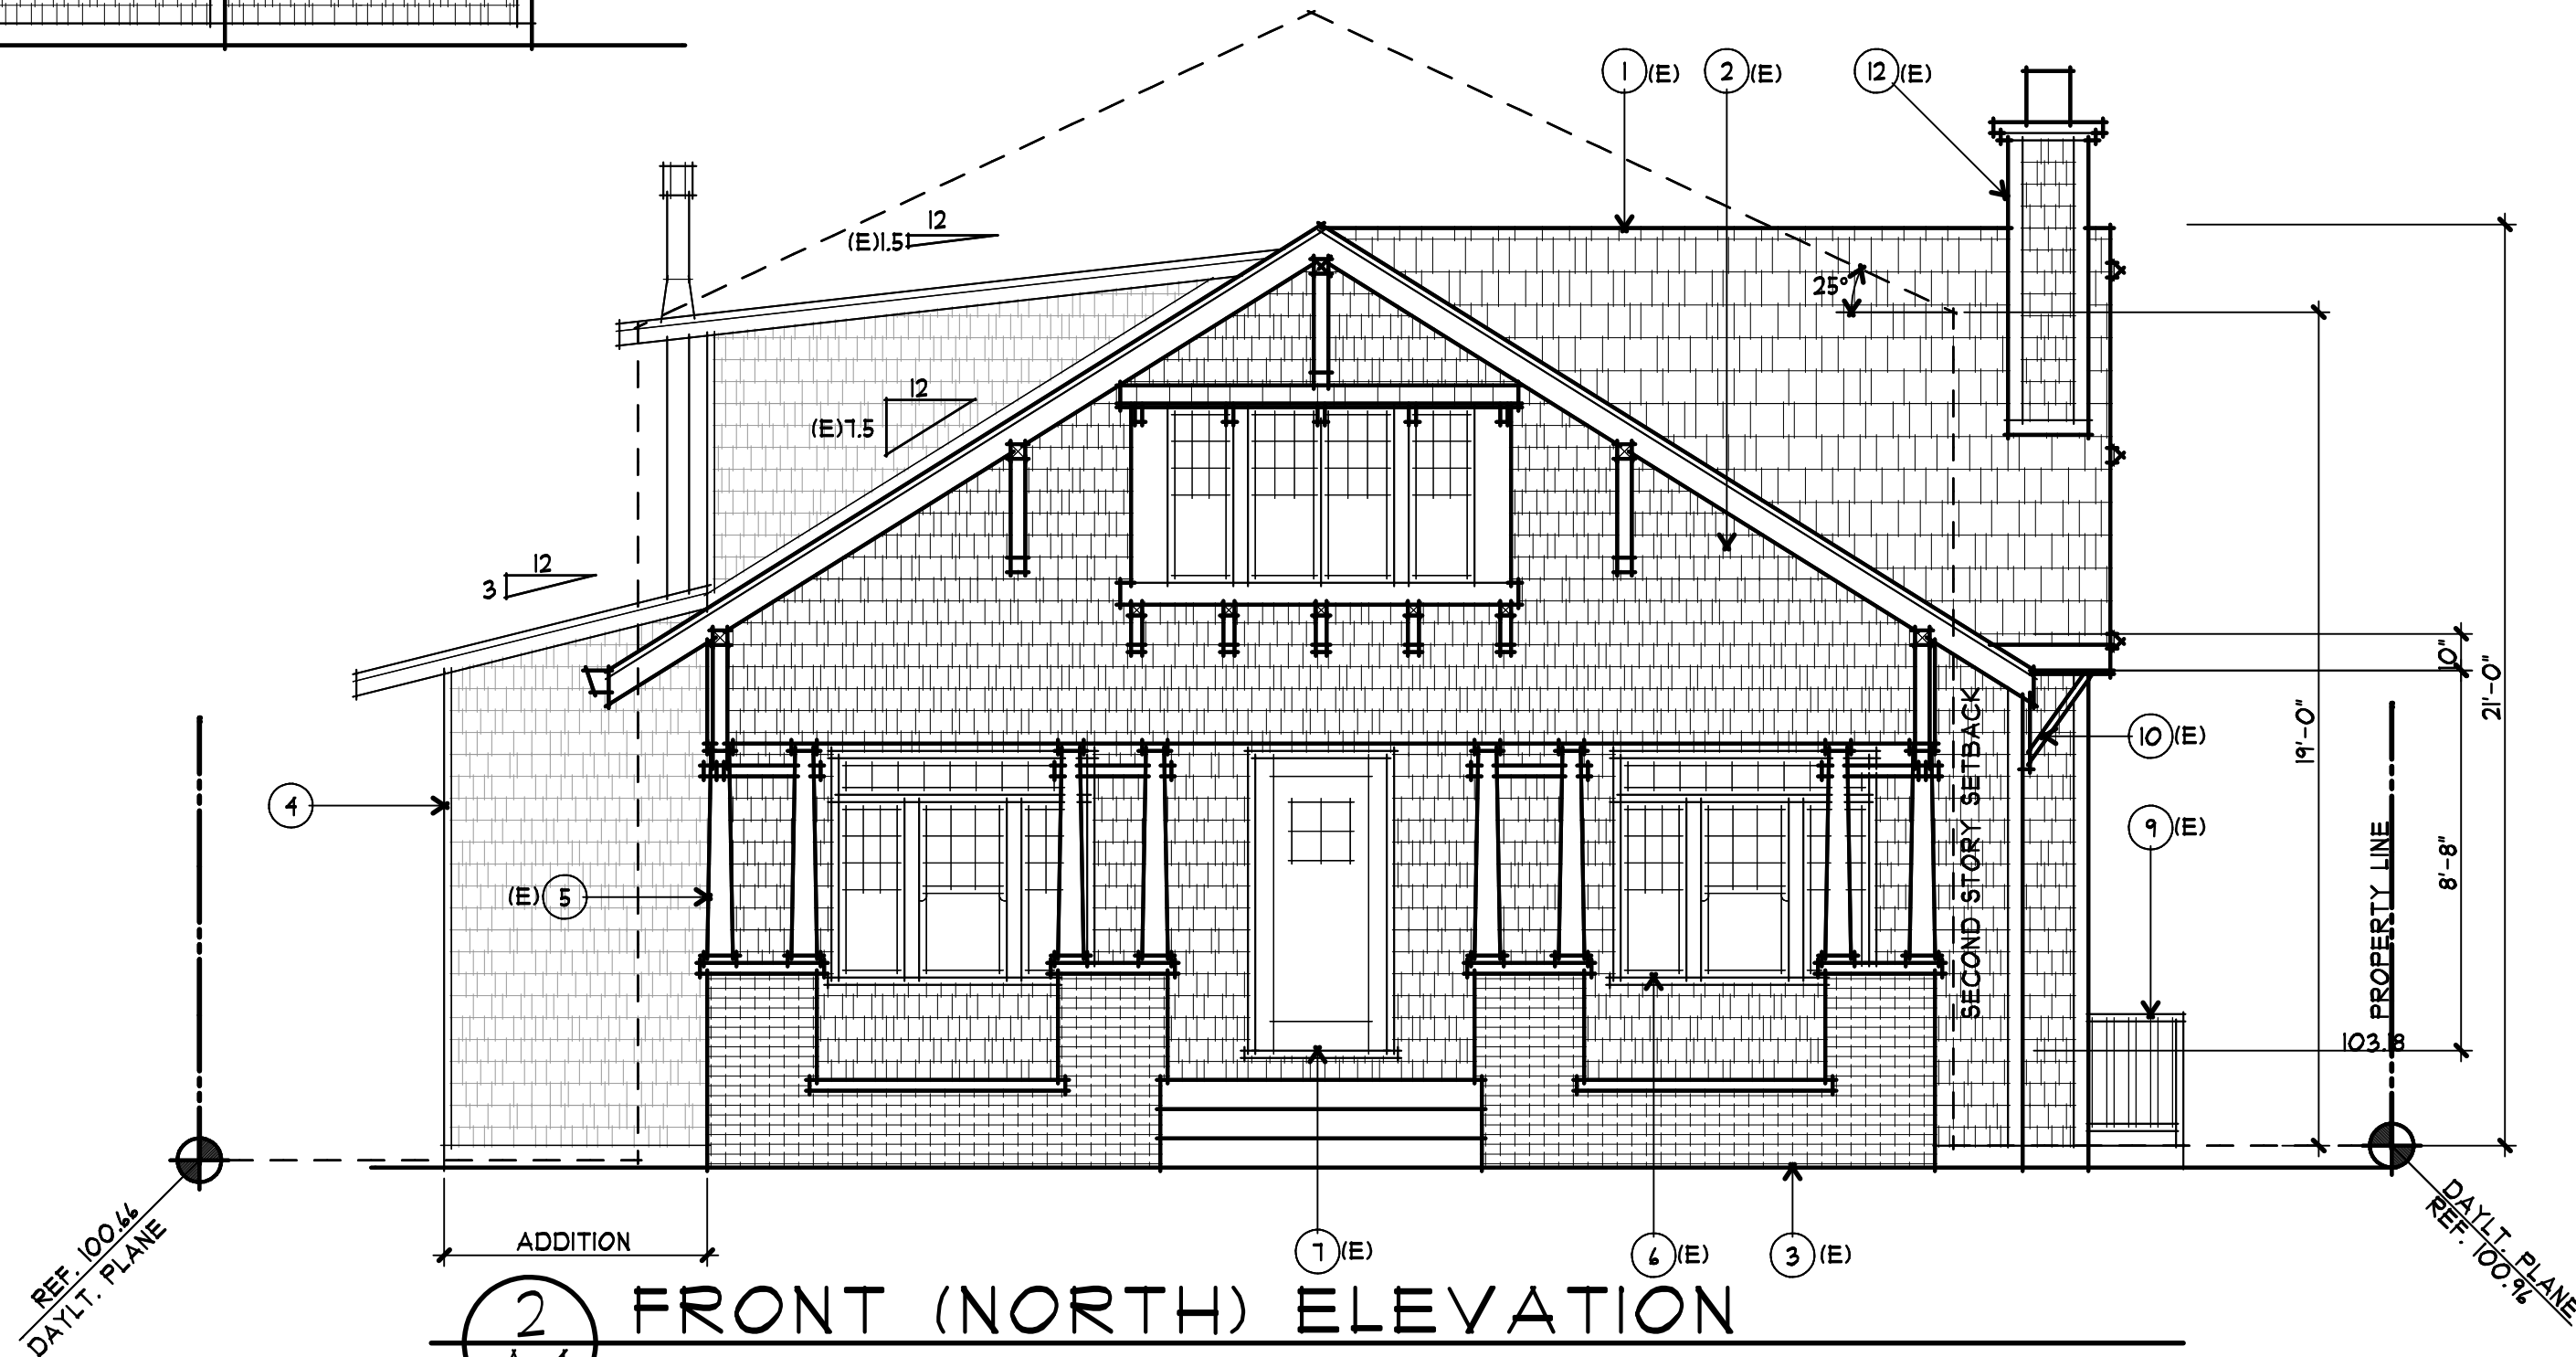 1 (E) 2 (E) 12 (E)
12
(E)1.5
25°
12
(E)7.5
12
3
10"
21'-0"
19'-0"
SECOND STORY SETBACK
10 (E)
4
9 (E)
PROPERTY LINE
8'-8"
(E) 5
103.18
REF. 100.66
DAYLT. PLANE
ADDITION
7 (E)
6 (E)
3 (E)
DAYLT. PLANE
REF. 100.96
2 FRONT (NORTH) ELEVATION